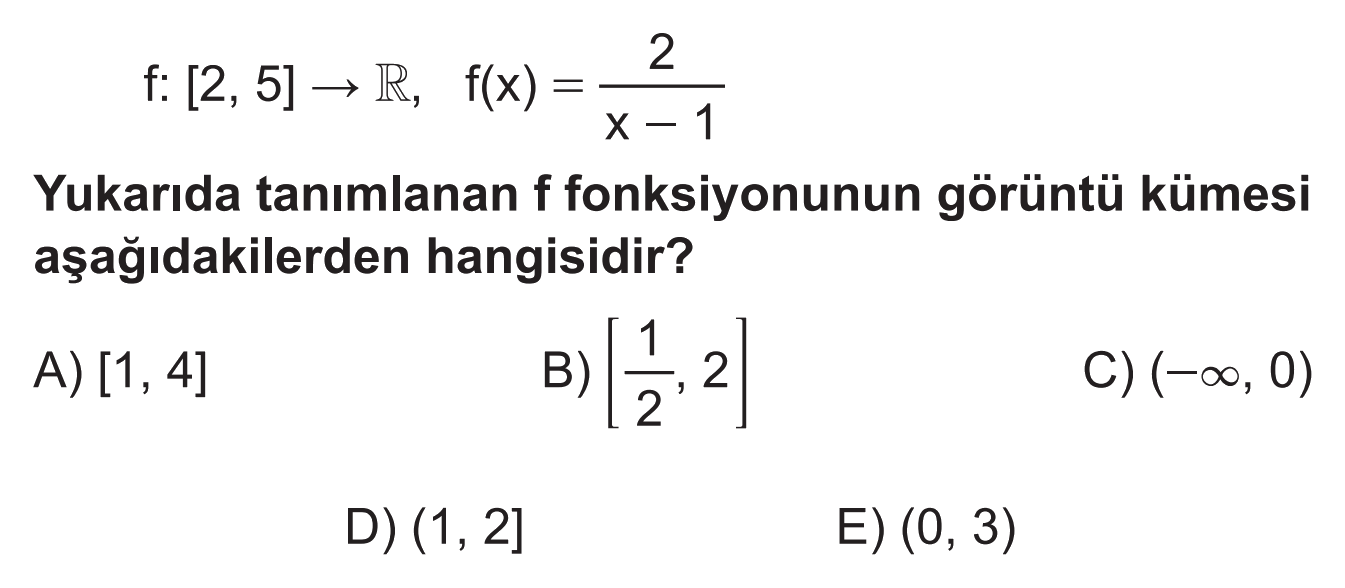 f: [2, 5] → ℝ, f(x) = 2 / (x − 1)
Yukarıda tanımlanan f fonksiyonunun görüntü kümesi
aşağıdakilerden hangisidir?
A) [1, 4] B) [1/2, 2] C) (−∞, 0)
D) (1, 2] E) (0, 3)